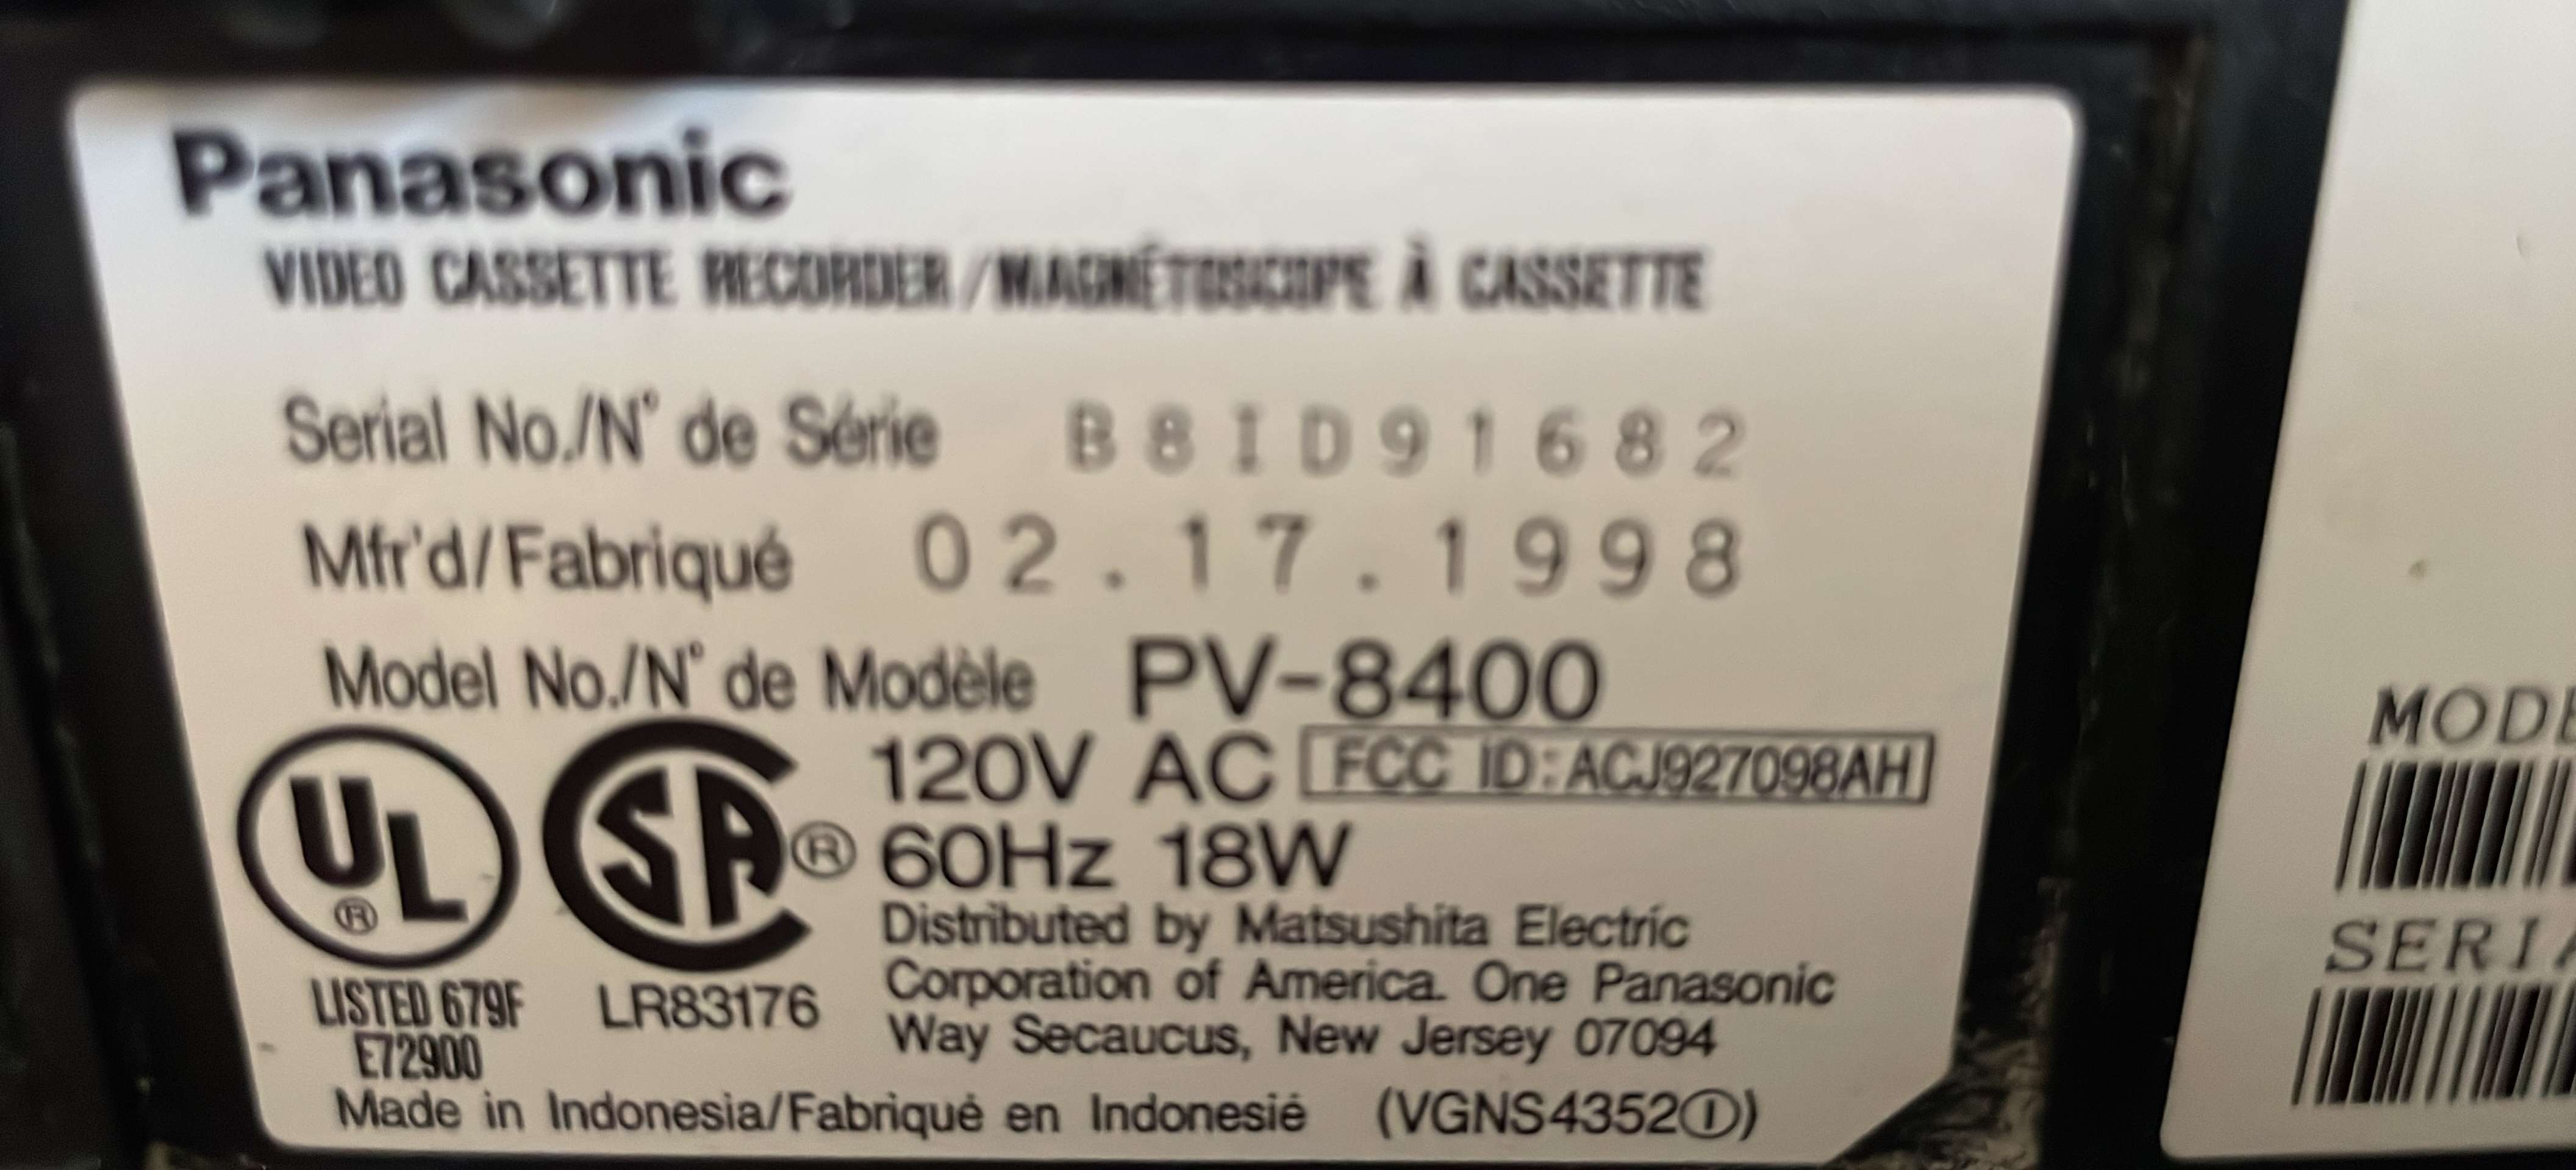 Panasonic
VIDEO CASSETTE RECORDER/MAGNÉTOSCOPE À CASSETTE
Serial No./N° de Série B8ID91682
Mfr'd/Fabriqué 02.17.1998
Model No./N° de Modèle PV-8400
UL®
LISTED 679F
E72900
CSA®
LR83176
120V AC FCC ID:ACJ927098AH
60Hz 18W
Distributed by Matsushita Electric
Corporation of America. One Panasonic
Way Secaucus, New Jersey 07094
Made in Indonesia/Fabriqué en Indonesié (VGNS4352Ⓘ)
MODE
SERIA